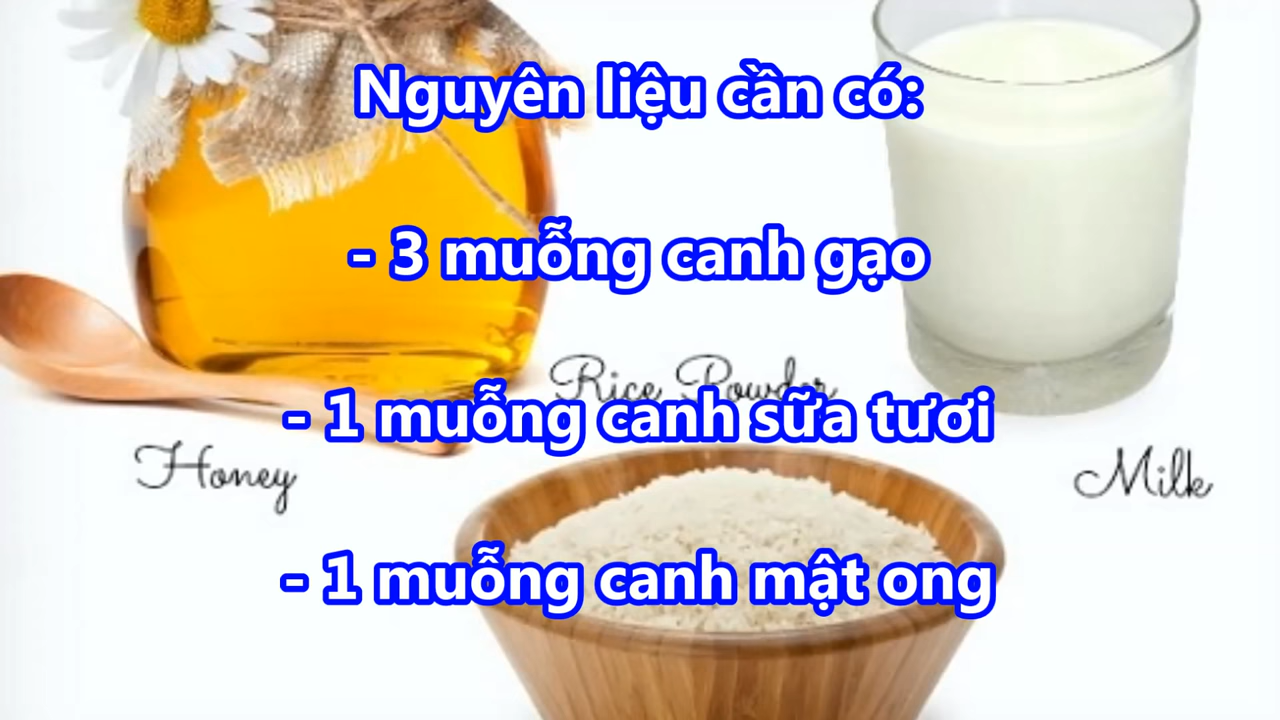 Nguyên liệu cần có:
- 3 muỗng canh gạo
Rice Powder
- 1 muỗng canh sữa tươi
Honey
Milk
- 1 muỗng canh mật ong